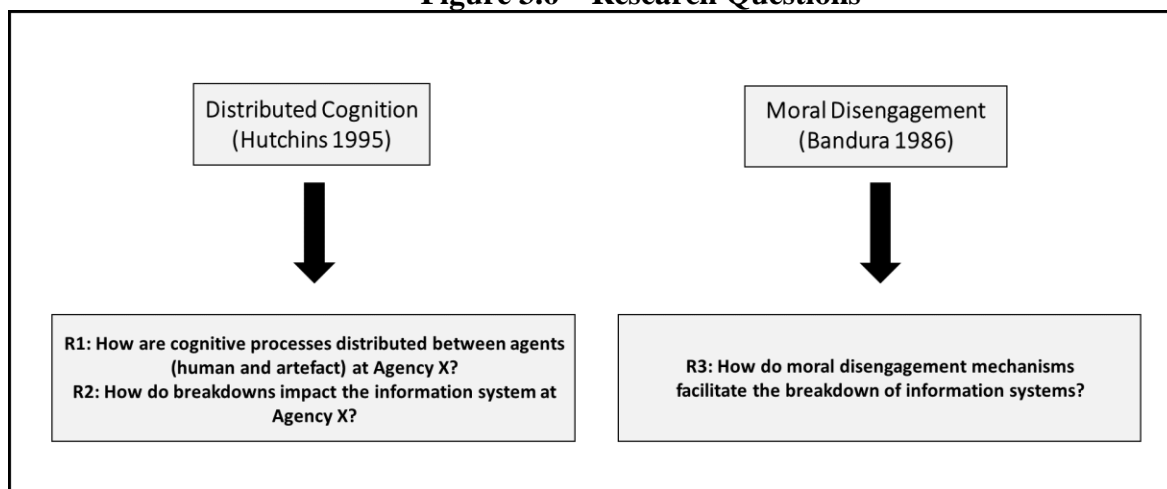 Figure 3.6 – Research Questions
Distributed Cognition
(Hutchins 1995)
Moral Disengagement
(Bandura 1986)
R1: How are cognitive processes distributed between agents
(human and artefact) at Agency X?
R2: How do breakdowns impact the information system at
Agency X?
R3: How do moral disengagement mechanisms
facilitate the breakdown of information systems?